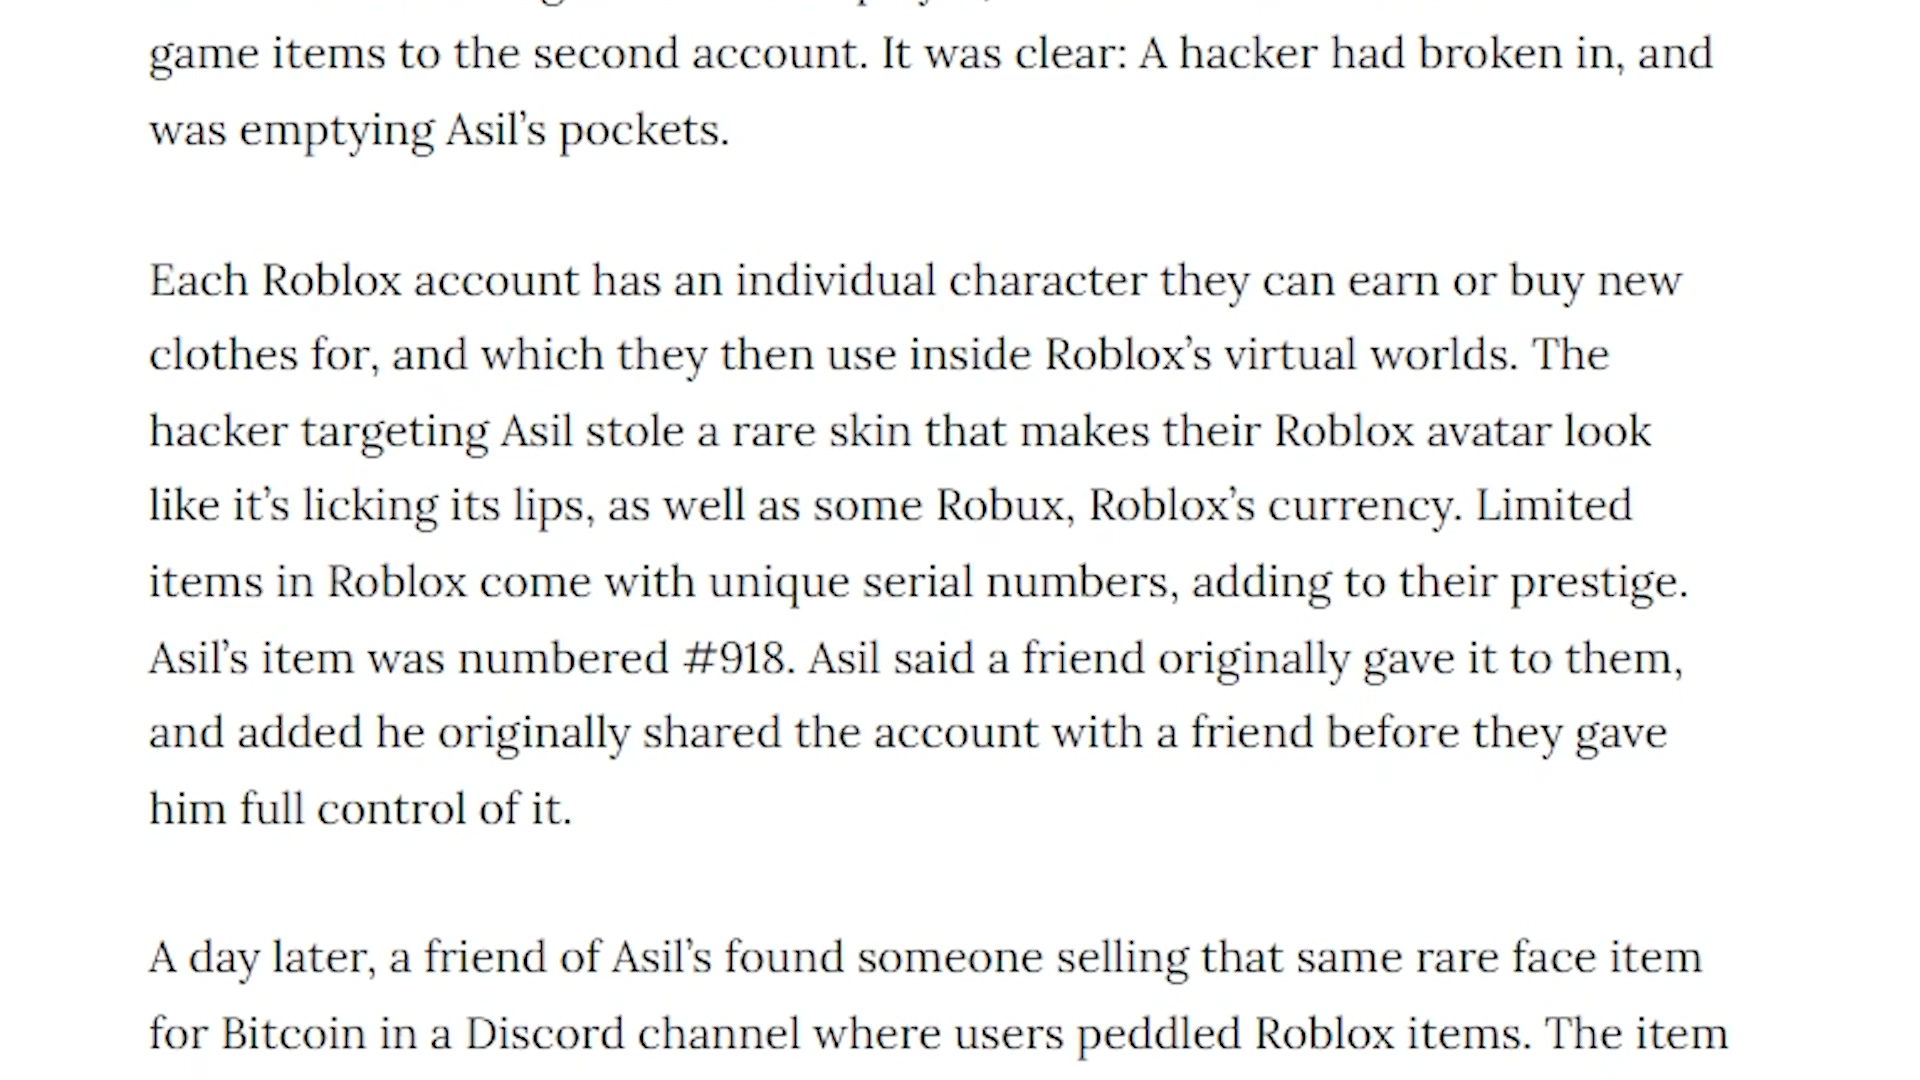 game items to the second account. It was clear: A hacker had broken in, and
was emptying Asil’s pockets.
Each Roblox account has an individual character they can earn or buy new
clothes for, and which they then use inside Roblox’s virtual worlds. The
hacker targeting Asil stole a rare skin that makes their Roblox avatar look
like it’s licking its lips, as well as some Robux, Roblox’s currency. Limited
items in Roblox come with unique serial numbers, adding to their prestige.
Asil’s item was numbered #918. Asil said a friend originally gave it to them,
and added he originally shared the account with a friend before they gave
him full control of it.
A day later, a friend of Asil’s found someone selling that same rare face item
for Bitcoin in a Discord channel where users peddled Roblox items. The item